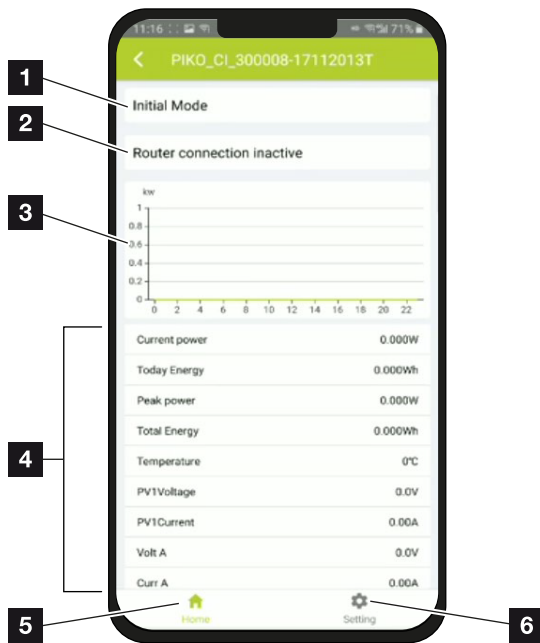 11:16 71%
PIKO_CI_300008-17112013T
1
Initial Mode
2
Router connection inactive
3
kw
1
0.8
0.6
0.4
0.2
0
0 2 4 6 8 10 12 14 16 18 20 22
4
Current power 0.000W
Today Energy 0.000Wh
Peak power 0.000W
Total Energy 0.000Wh
Temperature 0°C
PV1Voltage 0.0V
PV1Current 0.00A
Volt A 0.0V
Curr A 0.00A
5
Home
Setting
6